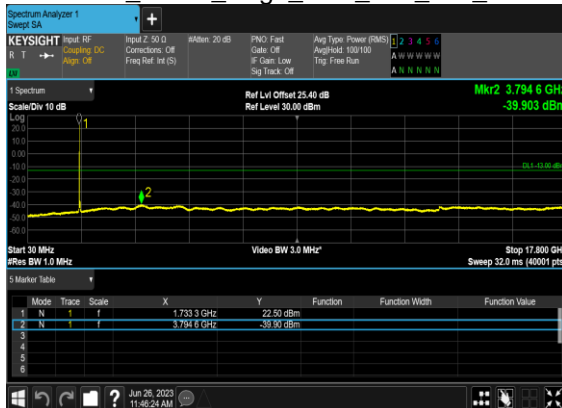 Spectrum Analyzer 1
Swept SA
+
KEYSIGHT Input: RF Input Z: 50 Ω #Atten: 20 dB PNO: Fast Avg Type: Power (RMS) 1 2 3 4 5 6
R T Coupling: DC Corrections: Off Gate: Off Avg|Hold: 100/100 A W W W W W
Align: Off Freq Ref: Int (S) IF Gain: Low Trig: Free Run
Sig Track: Off A N N N N N
1 Spectrum Ref Lvl Offset 25.40 dB Mkr2 3.794 6 GHz
Scale/Div 10 dB Ref Level 30.00 dBm -39.903 dBm
Log
1
20.0
10.0
0.00
-10.0 DL1 -13.00 dBm
-20.0
-30.0 2
-40.0
-50.0
-60.0
Start 30 MHz Video BW 3.0 MHz* Stop 17.800 GHz
#Res BW 1.0 MHz Sweep 32.0 ms (40001 pts)
5 Marker Table
Mode Trace Scale X Y Function Function Width Function Value
1 N 1 f 1.733 3 GHz 22.50 dBm
2 N 1 f 3.794 6 GHz -39.90 dBm
3
4
5
6
? Jun 26, 2023
11:46:24 AM